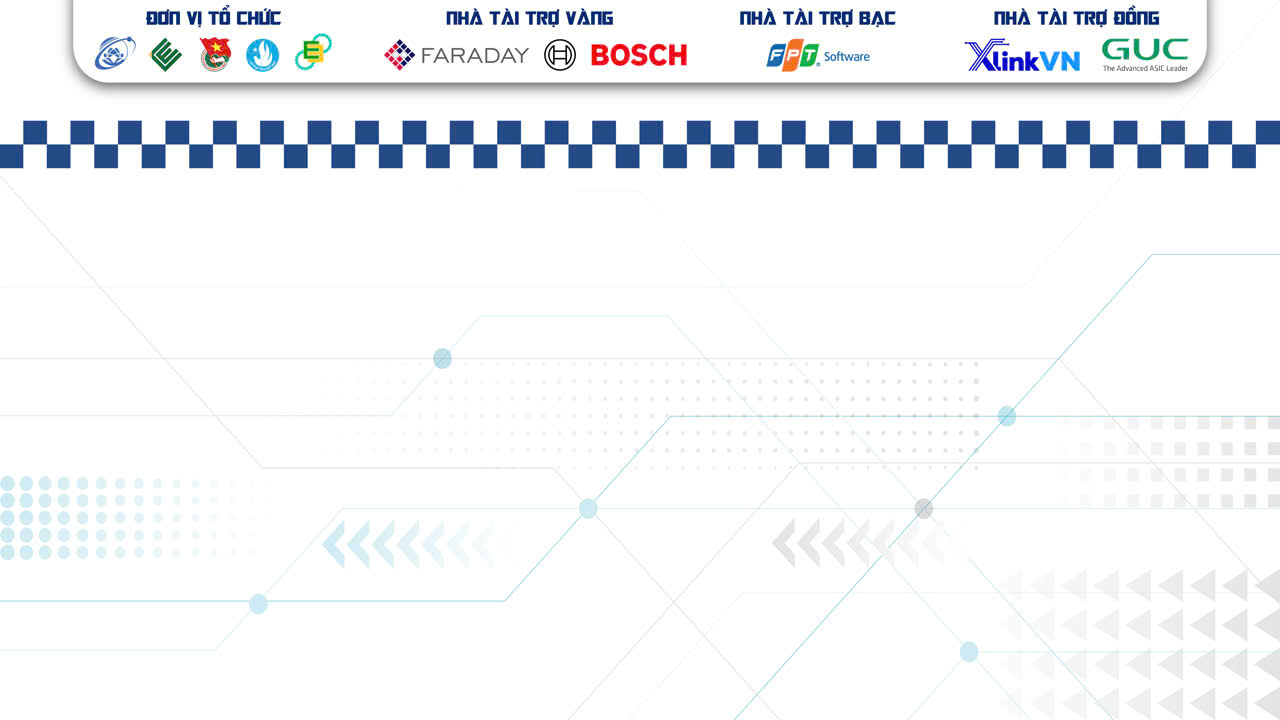 ĐƠN VỊ TỔ CHỨC
NHÀ TÀI TRỢ VÀNG
FARADAY
BOSCH
NHÀ TÀI TRỢ BẠC
FPT Software
NHÀ TÀI TRỢ ĐỒNG
XlinkVN
GUC
The Advanced ASIC Leader